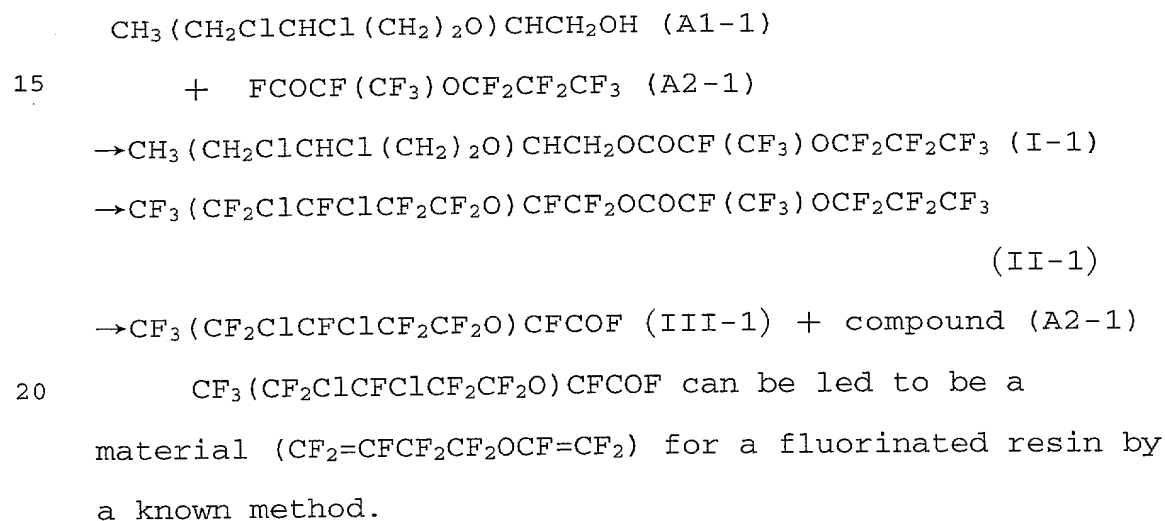 CH₃(CH₂ClCHCl(CH₂)₂O)CHCH₂OH (A1-1)
15 + FCOCF(CF₃)OCF₂CF₂CF₃ (A2-1)
→CH₃(CH₂ClCHCl(CH₂)₂O)CHCH₂OCOCF(CF₃)OCF₂CF₂CF₃ (I-1)
→CF₃(CF₂ClCFClCF₂CF₂O)CFCF₂OCOCF(CF₃)OCF₂CF₂CF₃
(II-1)
→CF₃(CF₂ClCFClCF₂CF₂O)CFCOF (III-1) + compound (A2-1)
20 CF₃(CF₂ClCFClCF₂CF₂O)CFCOF can be led to be a
material (CF₂=CFCF₂CF₂OCF=CF₂) for a fluorinated resin by
a known method.